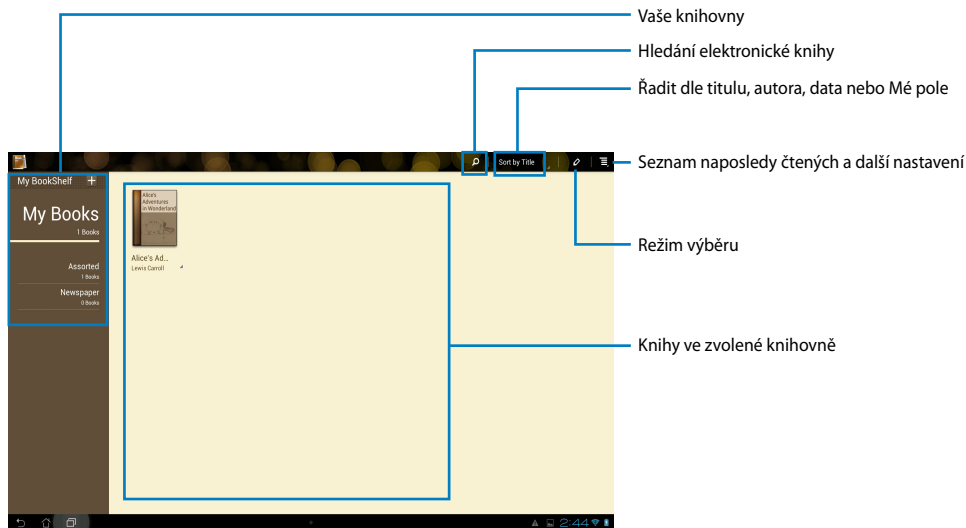 Vaše knihovny
Hledání elektronické knihy
Řadit dle titulu, autora, data nebo Mé pole
Sort by Title
Seznam naposledy čtených a další nastavení
My BookShelf +
My Books
1 Books
Assorted
1 Books
Newspaper
0 Books
Alice's
Adventures
in Wonderland
Alice's Ad...
Lewis Carroll
Režim výběru
Knihy ve zvolené knihovně
2:44